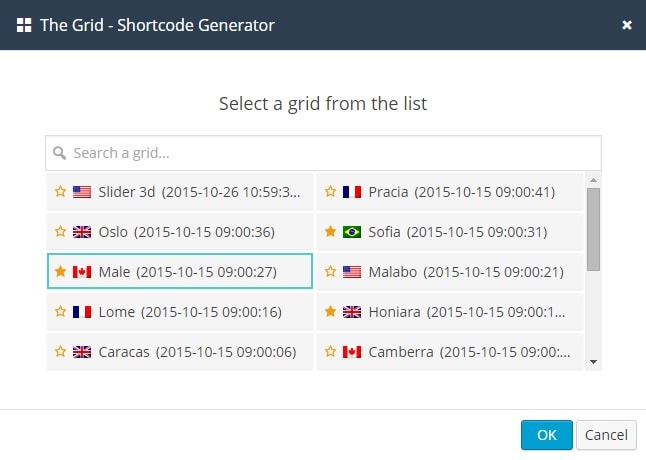 The Grid - Shortcode Generator
Select a grid from the list
Search a grid...
Slider 3d (2015-10-26 10:59:3...
Pracia (2015-10-15 09:00:41)
Oslo (2015-10-15 09:00:36)
Sofia (2015-10-15 09:00:31)
Male (2015-10-15 09:00:27)
Malabo (2015-10-15 09:00:21)
Lome (2015-10-15 09:00:16)
Honiara (2015-10-15 09:00:1...
Caracas (2015-10-15 09:00:06)
Camberra (2015-10-15 09:00:...
OK
Cancel